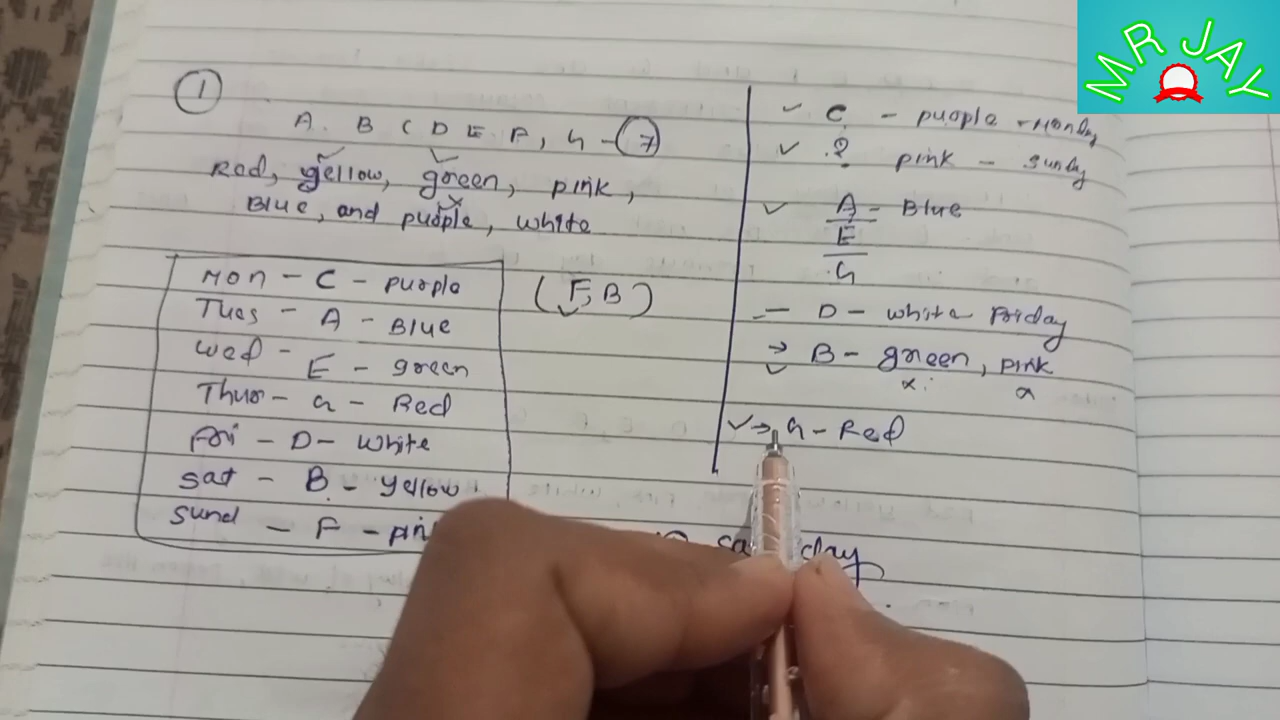 MR JAY
①
A. B C D E F, G - ⑦
Red, yellow, green, pink,
Blue, and purple, white
Mon - C - purple
Tues - A - Blue
wed - E - green
Thur - G - Red
Fri - D - white
Sat - B - yellow
Sund - F - pin
(F, B)
✓ C - purple - Monday
✓ ? pink - Sunday
✓ A - Blue
E
G
- D - white Friday
→ B - green, pink
✓ x x
✓→ G - Red
day